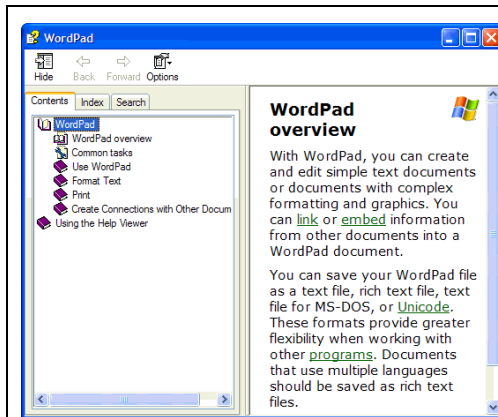 WordPad
Hide Back Forward Options
Contents Index Search
WordPad
WordPad overview
Common tasks
Use WordPad
Format Text
Print
Create Connections with Other Docum
Using the Help Viewer
WordPad
overview
With WordPad, you can create
and edit simple text documents
or documents with complex
formatting and graphics. You
can link or embed information
from other documents into a
WordPad document.
You can save your WordPad file
as a text file, rich text file, text
file for MS-DOS, or Unicode.
These formats provide greater
flexibility when working with
other programs. Documents
that use multiple languages
should be saved as rich text
files.